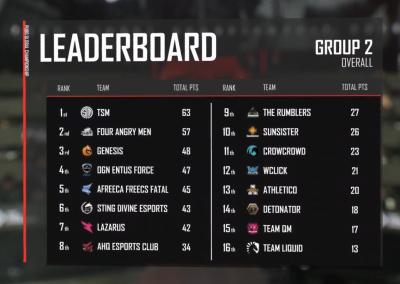 LEADERBOARD
GROUP 2
OVERALL
RANK TEAM TOTAL PTS
1st TSM 63
2nd FOUR ANGRY MEN 57
3rd GENESIS 48
4th OGN ENTUS FORCE 47
5th AFREECA FREECS FATAL 45
6th STING DIVINE ESPORTS 43
7th LAZARUS 42
8th AHQ ESPORTS CLUB 34
RANK TEAM TOTAL PTS
9th THE RUMBLERS 27
10th SUNSISTER 26
11th CROWCROWD 23
12th WCLICK 21
13th ATHLETICO 20
14th DETONATOR 18
15th TEAM QM 17
16th TEAM LIQUID 13